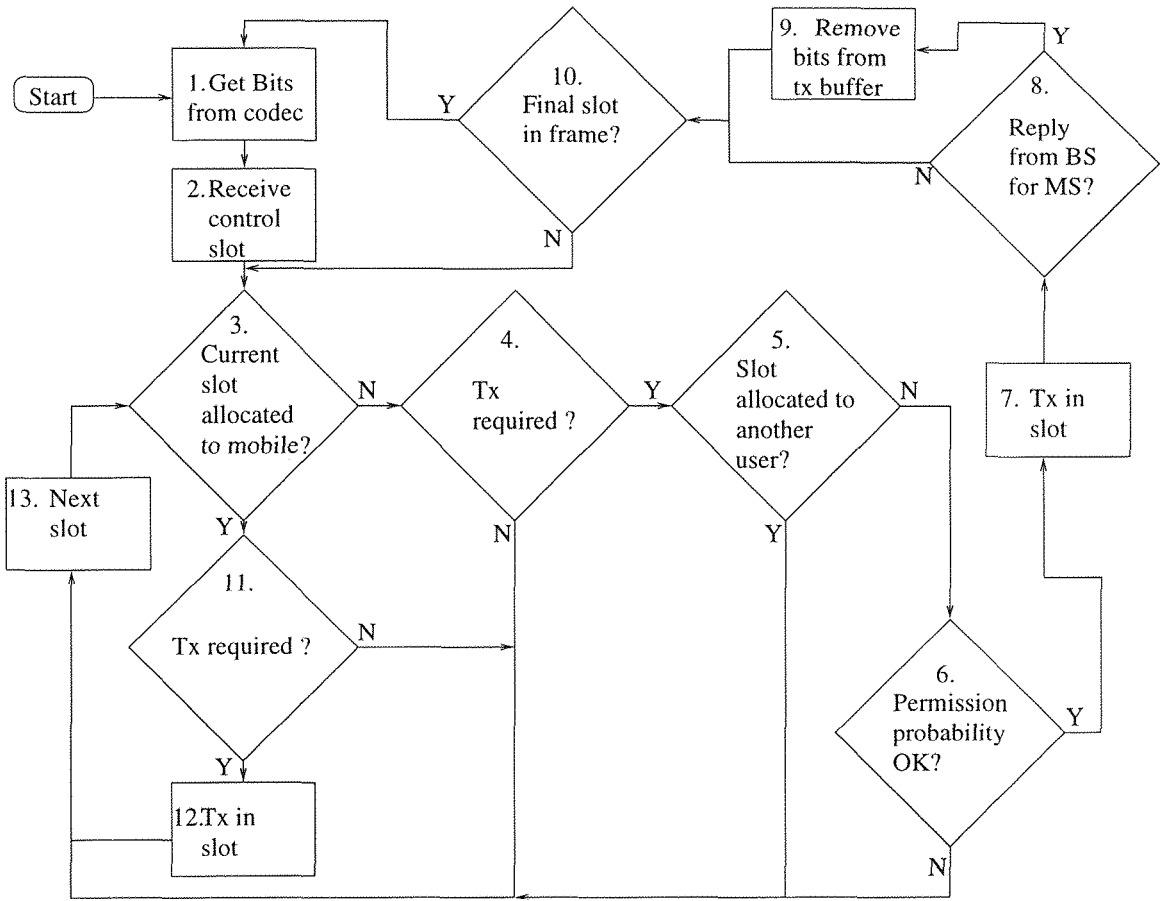 Start
1. Get Bits
from codec
2. Receive
control
slot
Y
10.
Final slot
in frame?
N
9. Remove
bits from
tx buffer
Y
8.
Reply
from BS
for MS?
N
3.
Current
slot
allocated
to mobile?
N
Y
4.
Tx
required ?
Y
N
5.
Slot
allocated to
another
user?
N
Y
7. Tx in
slot
13. Next
slot
11.
Tx required ?
N
Y
6.
Permission
probability
OK?
Y
N
12. Tx in
slot